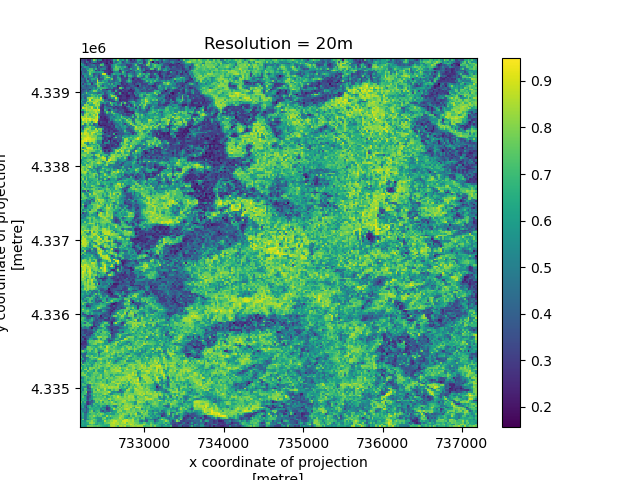 Resolution = 20m
1e6
4.339
4.338
4.337
4.336
4.335
y coordinate of projection
[metre]
733000 734000 735000 736000 737000
x coordinate of projection
[metre]
0.9
0.8
0.7
0.6
0.5
0.4
0.3
0.2